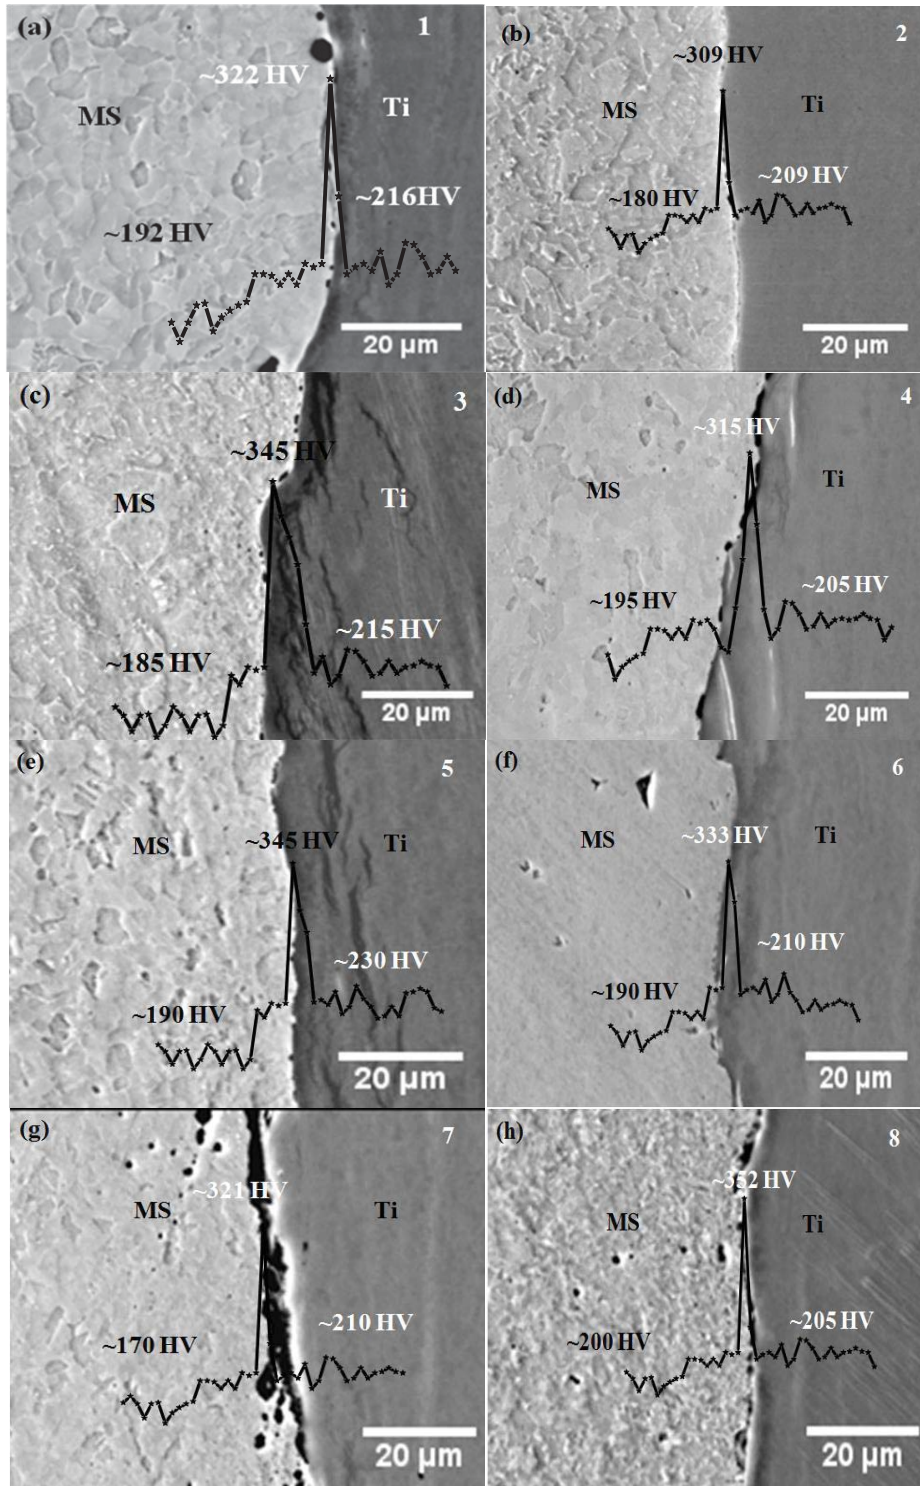 (a)
1
~322 HV
MS
Ti
~216HV
~192 HV
20 µm
(b)
2
~309 HV
MS
Ti
~209 HV
~180 HV
20 µm
(c)
3
~345 HV
MS
Ti
~215 HV
~185 HV
20 µm
(d)
4
~315 HV
MS
Ti
~205 HV
~195 HV
20 µm
(e)
5
~345 HV
MS
Ti
~230 HV
~190 HV
20 µm
(f)
6
~333 HV
MS
Ti
~210 HV
~190 HV
20 µm
(g)
7
~321 HV
MS
Ti
~210 HV
~170 HV
20 µm
(h)
8
~352 HV
MS
Ti
~205 HV
~200 HV
20 µm